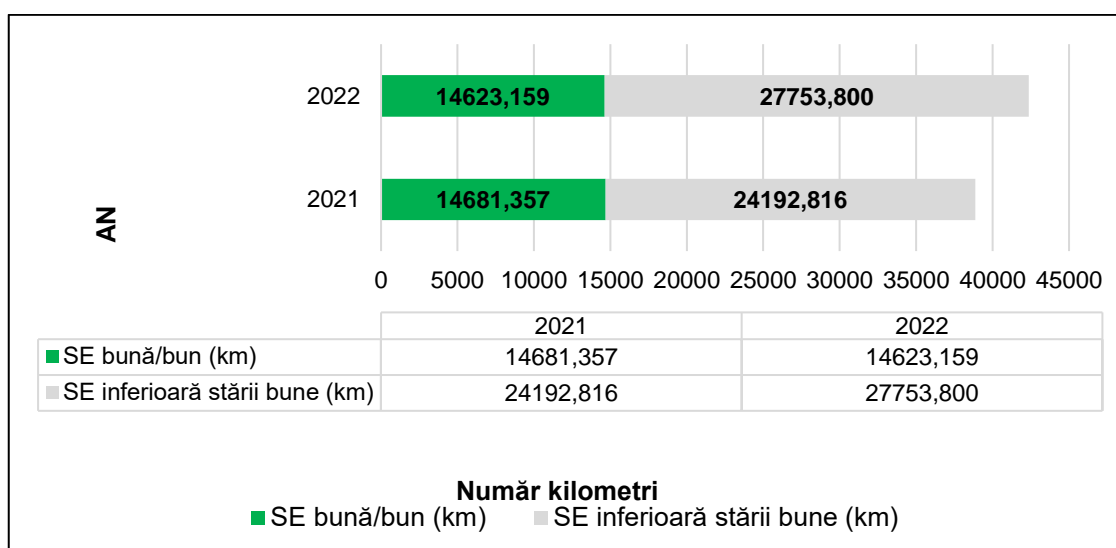 2022
14623,159 27753,800
2021
14681,357 24192,816
AN
0 5000 10000 15000 20000 25000 30000 35000 40000 45000
2021 2022
SE bună/bun (km) 14681,357 14623,159
SE inferioară stării bune (km) 24192,816 27753,800
Număr kilometri
SE bună/bun (km) SE inferioară stării bune (km)